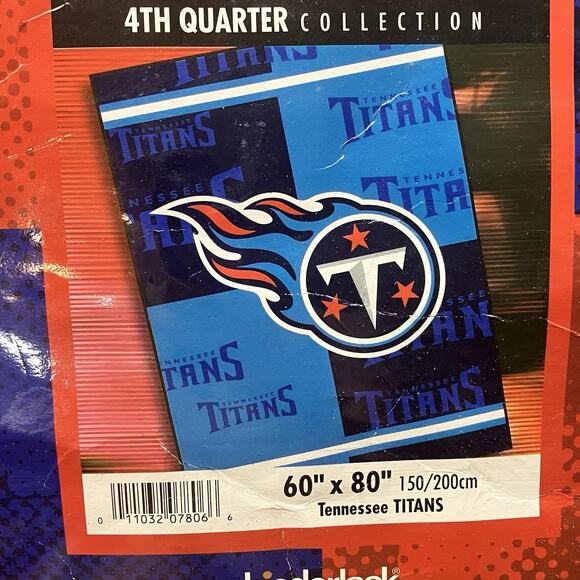 4TH QUARTER COLLECTION
TITANS
TENNESSEE
TITANS
TENNESSEE
TITANS
TENNESSEE
TENNESSEE
TITA
T
TENNESSEE
TITANS
TENNESSEE
TITANS
TITANS
60" x 80" 150/200cm
Tennessee TITANS
0 11032 07806 6